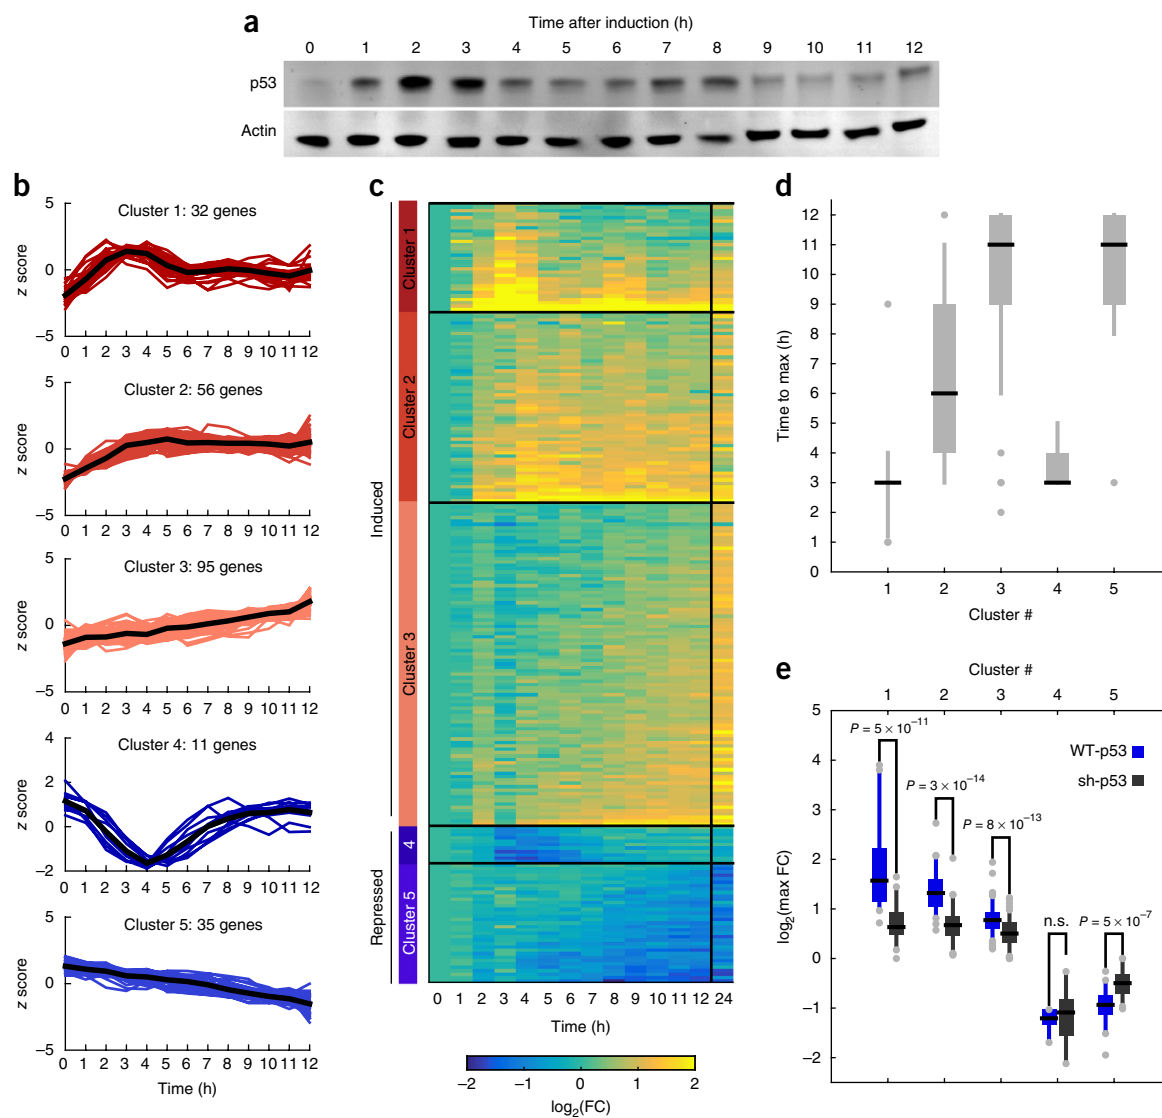 a
Time after induction (h)
0 1 2 3 4 5 6 7 8 9 10 11 12
p53
Actin
b
5
0
−5
z score
Cluster 1: 32 genes
0 1 2 3 4 5 6 7 8 9 10 11 12
5
0
−5
z score
Cluster 2: 56 genes
0 1 2 3 4 5 6 7 8 9 10 11 12
5
0
−5
z score
Cluster 3: 95 genes
0 1 2 3 4 5 6 7 8 9 10 11 12
4
2
0
−2
z score
Cluster 4: 11 genes
0 1 2 3 4 5 6 7 8 9 10 11 12
5
0
−5
z score
Cluster 5: 35 genes
0 1 2 3 4 5 6 7 8 9 10 11 12
Time (h)
c
Induced
Repressed
Cluster 1
Cluster 2
Cluster 3
4
Cluster 5
0 1 2 3 4 5 6 7 8 9 10 11 12 24
Time (h)
−2 −1 0 1 2
log2(FC)
d
12
11
10
9
8
7
6
5
4
3
2
1
0
Time to max (h)
1 2 3 4 5
Cluster #
e
Cluster #
1 2 3 4 5
5
4
3
2
1
0
−1
−2
log2(max FC)
P = 5 × 10−11
P = 3 × 10−14
P = 8 × 10−13
n.s.
P = 5 × 10−7
WT-p53
sh-p53